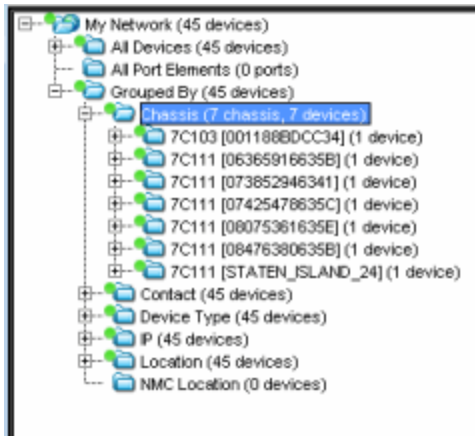 My Network (45 devices)
All Devices (45 devices)
All Port Elements (0 ports)
Grouped By (45 devices)
Chassis (7 chassis, 7 devices)
7C103 [001188BDCC34] (1 device)
7C111 [06365916635B] (1 device)
7C111 [073852946341] (1 device)
7C111 [07425478635C] (1 device)
7C111 [08075361635E] (1 device)
7C111 [08476380635B] (1 device)
7C111 [STATEN_ISLAND_24] (1 device)
Contact (45 devices)
Device Type (45 devices)
IP (45 devices)
Location (45 devices)
NMC Location (0 devices)